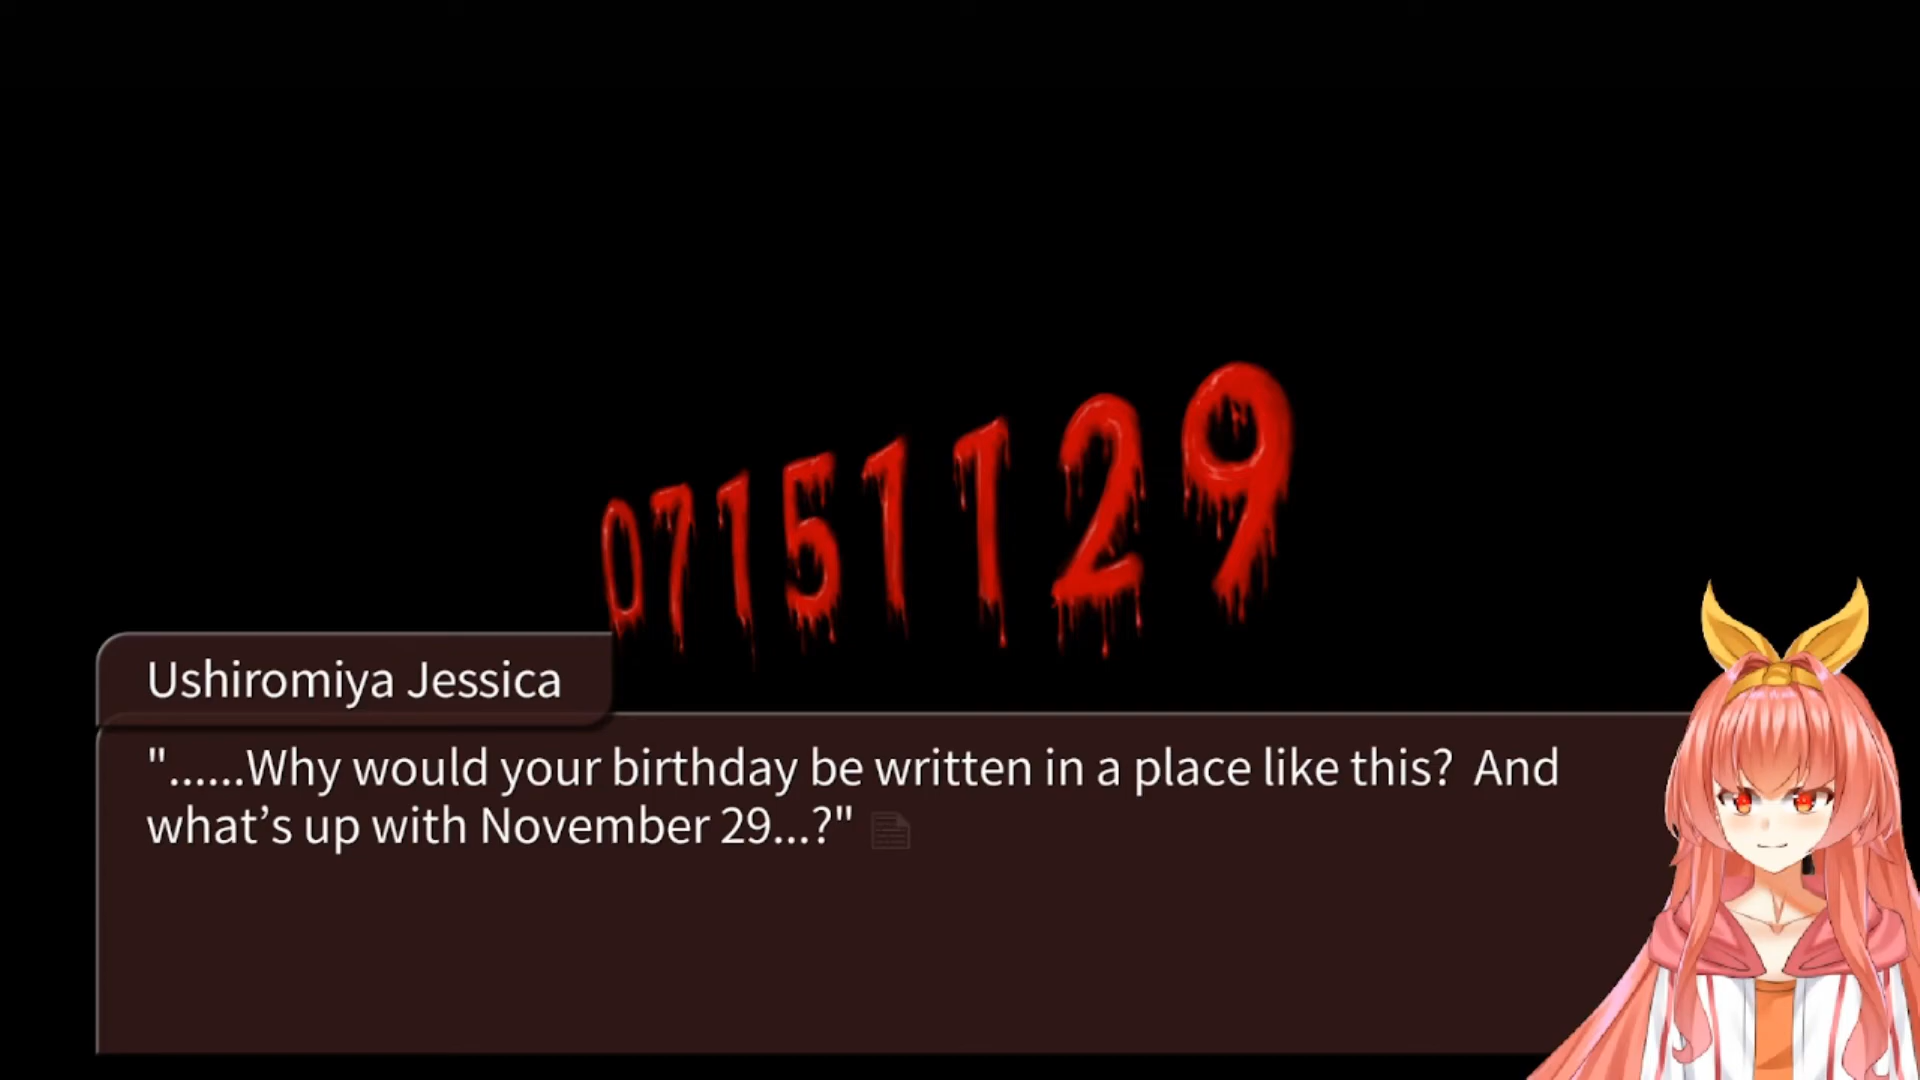 07151129
Ushiromiya Jessica
"......Why would your birthday be written in a place like this?  And
what’s up with November 29...?"